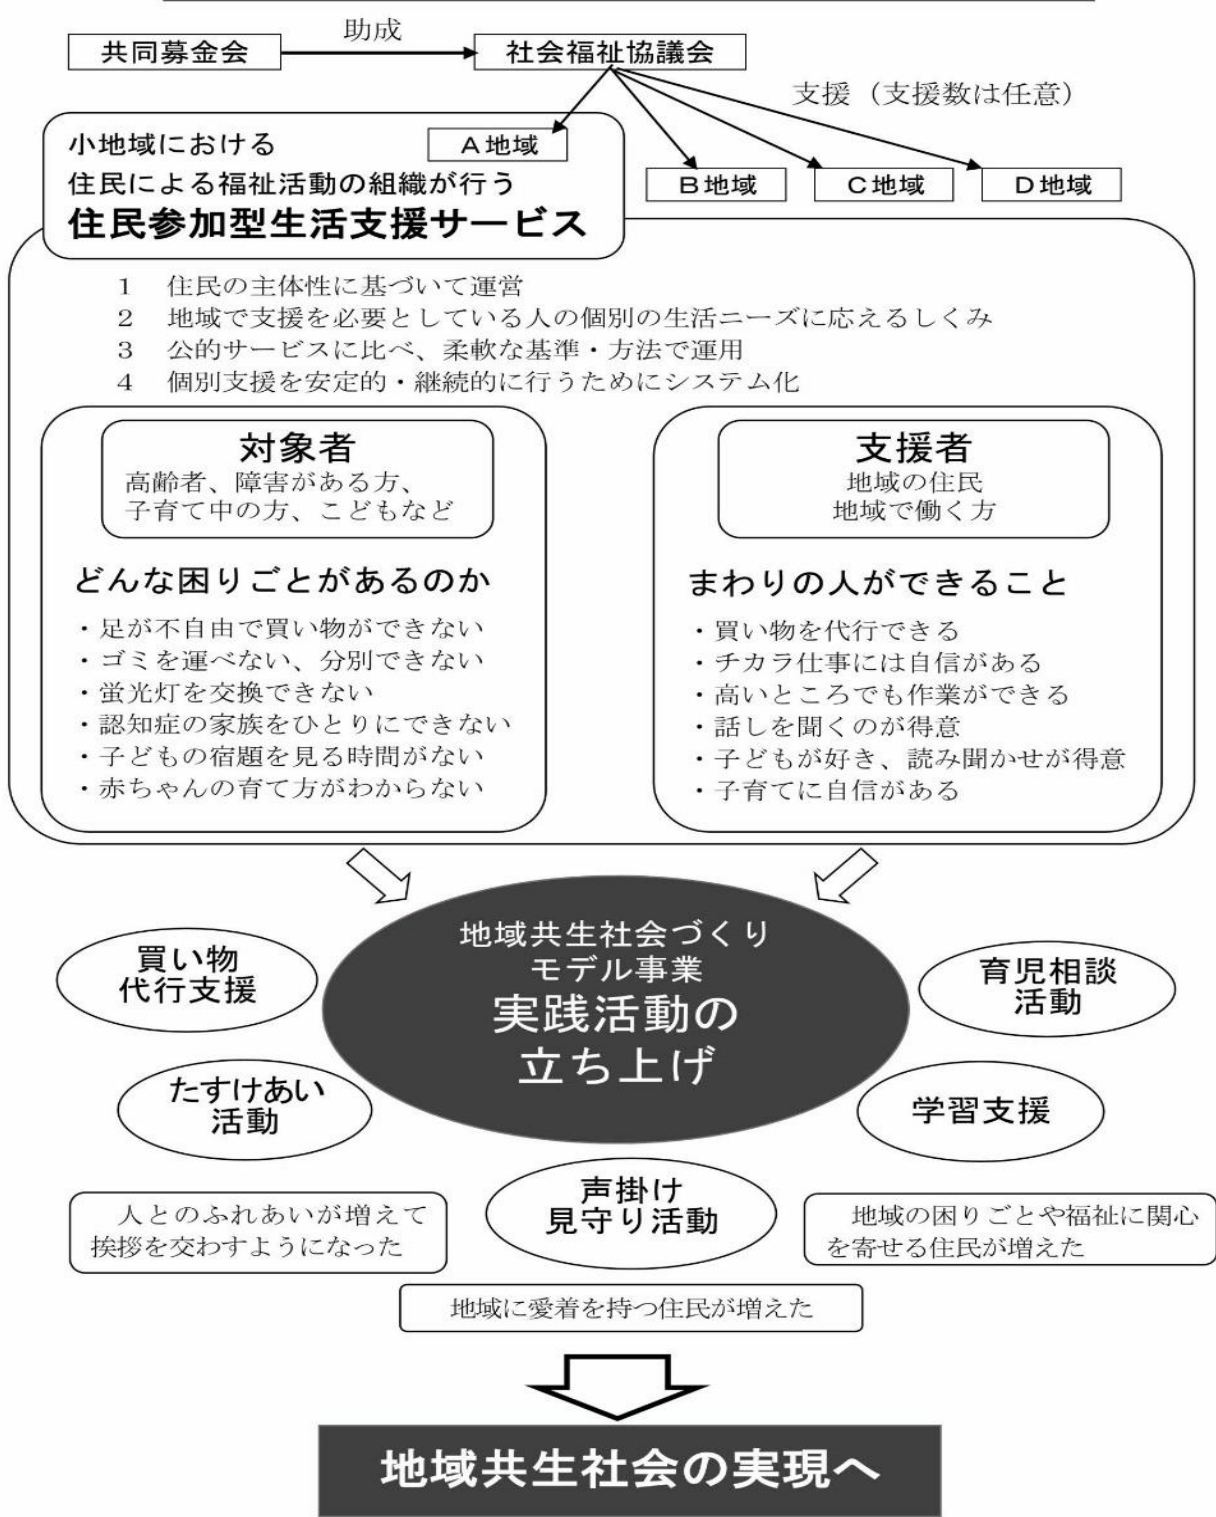 助成
共同募金会
社会福祉協議会
支援（支援数は任意）
小地域における
A地域
住民による福祉活動の組織が行う
B地域
C地域
D地域
住民参加型生活支援サービス
1　住民の主体性に基づいて運営
2　地域で支援を必要としている人の個別の生活ニーズに応えるしくみ
3　公的サービスに比べ、柔軟な基準・方法で運用
4　個別支援を安定的・継続的に行うためにシステム化
対象者
高齢者、障害がある方、
子育て中の方、こどもなど
どんな困りごとがあるのか
・足が不自由で買い物ができない
・ゴミを運べない、分別できない
・蛍光灯を交換できない
・認知症の家族をひとりにできない
・子どもの宿題を見る時間がない
・赤ちゃんの育て方がわからない
支援者
地域の住民
地域で働く方
まわりの人ができること
・買い物を代行できる
・チカラ仕事には自信がある
・高いところでも作業ができる
・話しを聞くのが得意
・子どもが好き、読み聞かせが得意
・子育てに自信がある
地域共生社会づくり
モデル事業
実践活動の
立ち上げ
買い物
代行支援
育児相談
活動
たすけあい
活動
学習支援
声掛け
見守り活動
人とのふれあいが増えて
挨拶を交わすようになった
地域の困りごとや福祉に関心
を寄せる住民が増えた
地域に愛着を持つ住民が増えた
地域共生社会の実現へ